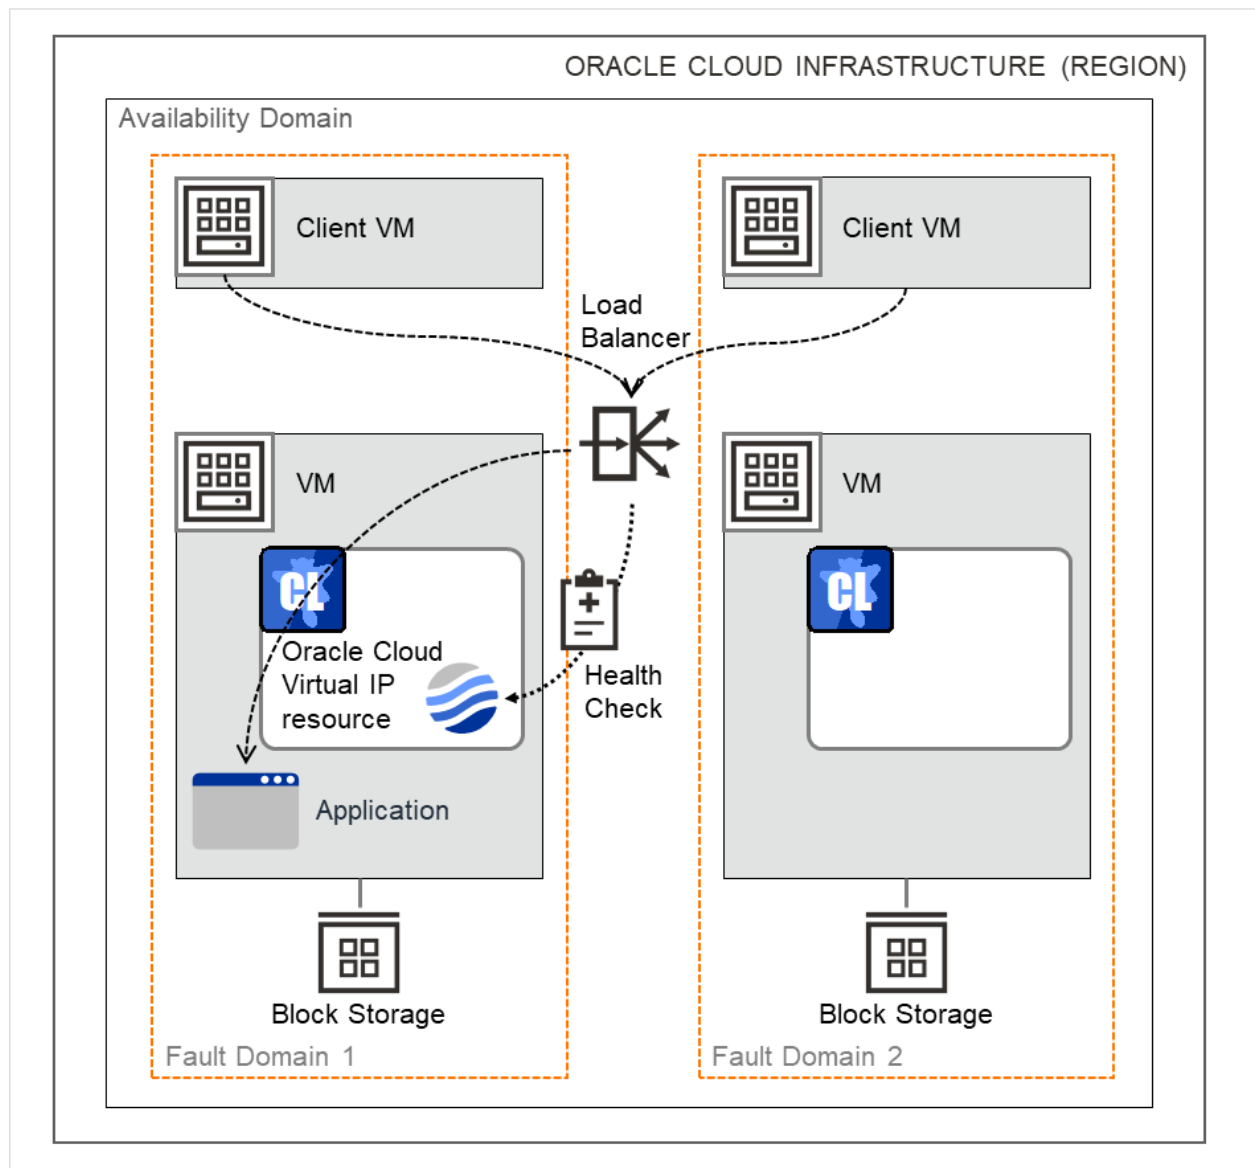 ORACLE CLOUD INFRASTRUCTURE (REGION)
Availability Domain
Client VM
Client VM
Load
Balancer
VM
VM
CL
CL
Oracle Cloud
Virtual IP
resource
Health
Check
Application
Block Storage
Block Storage
Fault Domain 1
Fault Domain 2